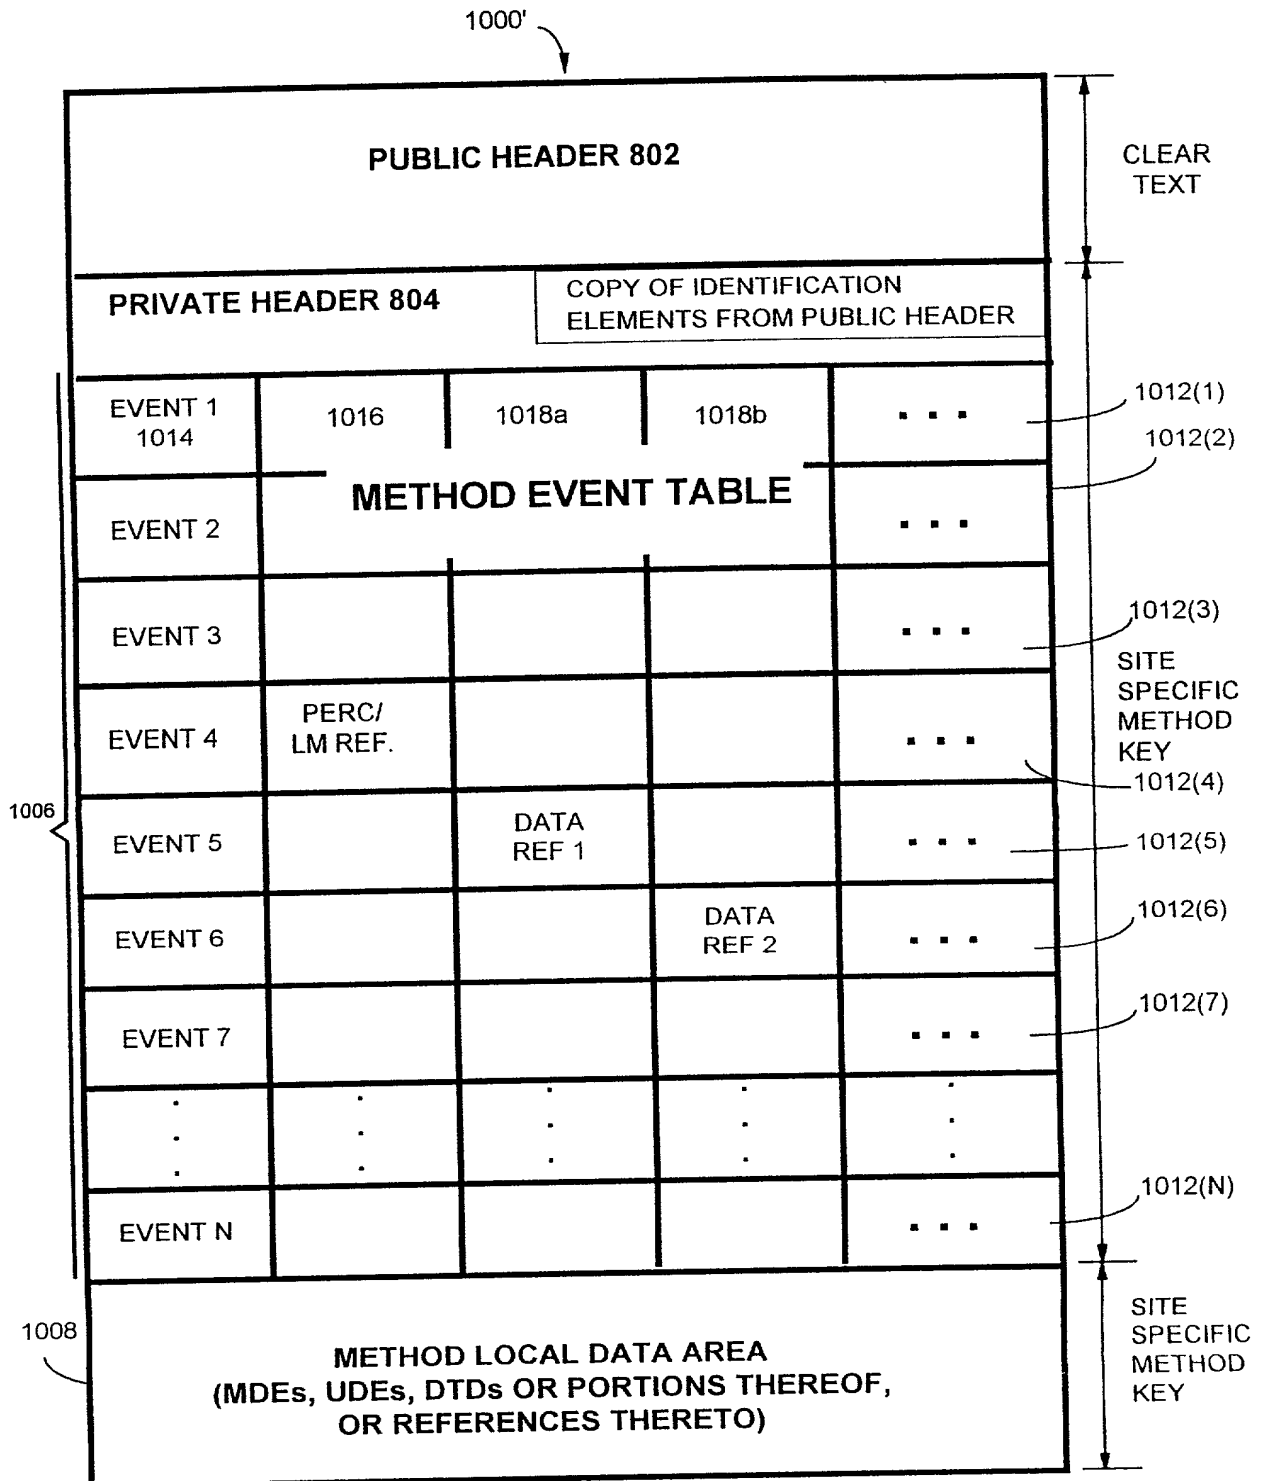 1000'
PUBLIC HEADER 802
CLEAR
TEXT
PRIVATE HEADER 804
COPY OF IDENTIFICATION
ELEMENTS FROM PUBLIC HEADER
EVENT 1
1014
1016
1018a
1018b
. . .
1012(1)
1012(2)
METHOD EVENT TABLE
EVENT 2
. . .
EVENT 3
. . .
1012(3)
SITE
SPECIFIC
METHOD
KEY
EVENT 4
PERC/
LM REF.
. . .
1012(4)
1006
EVENT 5
DATA
REF 1
. . .
1012(5)
EVENT 6
DATA
REF 2
. . .
1012(6)
EVENT 7
. . .
1012(7)
EVENT N
. . .
1012(N)
1008
METHOD LOCAL DATA AREA
(MDEs, UDEs, DTDs OR PORTIONS THEREOF,
OR REFERENCES THERETO)
SITE
SPECIFIC
METHOD
KEY